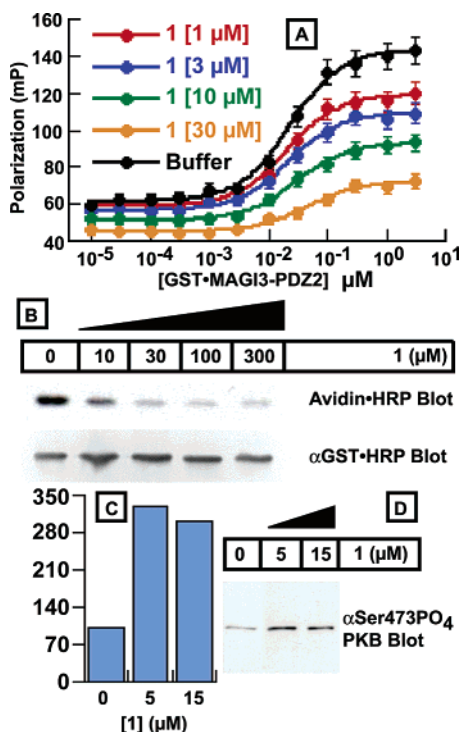 A
1 [1 µM]
1 [3 µM]
1 [10 µM]
1 [30 µM]
Buffer
Polarization (mP)
160
140
120
100
80
60
40
10⁻⁵ 10⁻⁴ 10⁻³ 10⁻² 10⁻¹ 10⁰ 10¹
[GST•MAGI3-PDZ2] µM
B
0 10 30 100 300 1 (µM)
Avidin•HRP Blot
αGST•HRP Blot
C
350
280
210
140
70
0
0 5 15
[1] (µM)
D
0 5 15 1 (µM)
αSer473PO₄
PKB Blot